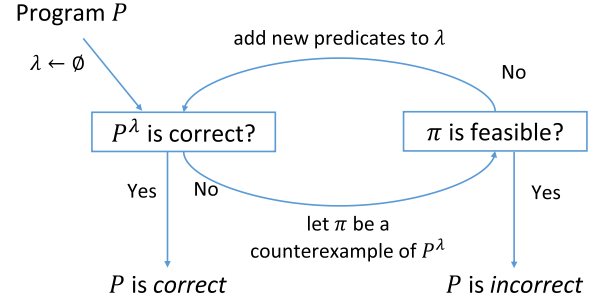 Program P
λ ← ∅
add new predicates to λ
No
P^λ is correct?
π is feasible?
Yes
No
Yes
let π be a
counterexample of P^λ
P is correct
P is incorrect